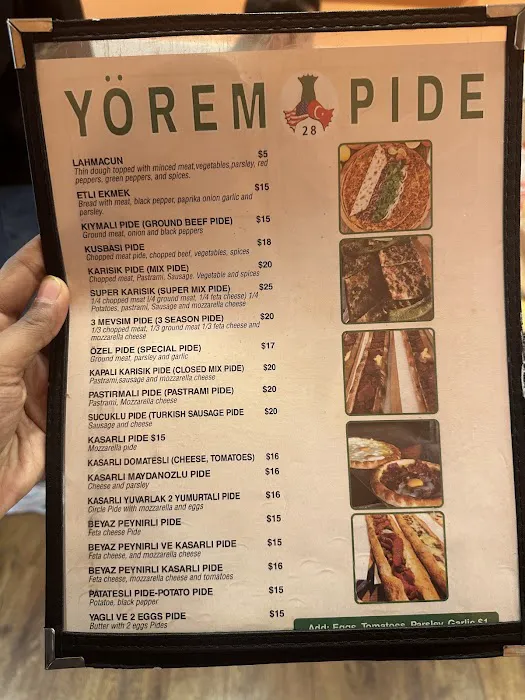 YÖREM PIDE
28
LAHMACUN $5
Thin dough topped with minced meat,vegetables,parsley, red
peppers, green peppers, and spices.
ETLI EKMEK $15
Bread with meat, black pepper, paprika onion garlic and
parsley.
KIYMALI PIDE (GROUND BEEF PIDE) $15
Ground meat, onion and black peppers
KUSBASI PIDE $18
Chopped meat pide, chopped beef, vegetables, spices
KARISIK PIDE (MIX PIDE) $20
Chopped meat, Pastrami, Sausage. Vegetable and spices
SUPER KARISIK (SUPER MIX PIDE) $25
1/4 chopped meat l/4 ground meat, 1/4 feta cheese) 1/4
Potatoes, pastrami, Sausage and mozzarella cheese
3 MEVSIM PIDE (3 SEASON PIDE) $20
1/3 chopped meat, 1/3 ground meat 1/3 feta cheese and
mozzarella cheese
ÖZEL PIDE (SPECIAL PIDE) $17
Ground meat, parsley and garlic
KAPALI KARISIK PIDE (CLOSED MIX PIDE) $20
Pastrami,sausage and mozzarella cheese
PASTIRMALI PIDE (PASTRAMI PIDE) $20
Pastrami, Mozzarella cheese
SUCUKLU PIDE (TURKISH SAUSAGE PIDE $20
Sausage and cheese
KASARLI PIDE $15
Mozzarella pide
KASARLI DOMATESLI (CHEESE, TOMATOES) $16
KASARLI MAYDANOZLU PIDE $16
Cheese and parsley
KASARLI YUVARLAK 2 YUMURTALI PIDE $16
Circle Pide with mozzarella and eggs
BEYAZ PEYNIRLI PIDE $15
Feta cheese Pide
BEYAZ PEYNIRLI VE KASARLI PIDE $15
Feta cheese, and mozzarella cheese
BEYAZ PEYNIRLI KASARLI PIDE $16
Feta cheese, mozzarella cheese and tomatoes
PATATESLI PIDE-POTATO PIDE $15
Potatoe, black papper
YAGLI VE 2 EGGS PIDE $15
Butter with 2 eggs Pides
Add: Eggs, Tomatoes, Parsley, Garlic $1